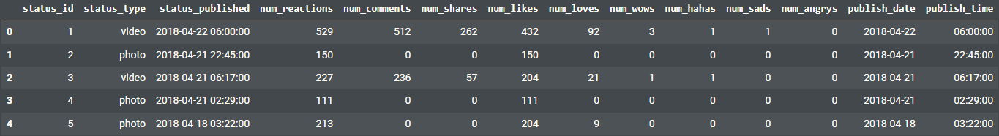 status_id status_type status_published num_reactions num_comments num_shares num_likes num_loves num_wows num_hahas num_sads num_angrys publish_date publish_time
0 1 video 2018-04-22 06:00:00 529 512 262 432 92 3 1 1 0 2018-04-22 06:00:00
1 2 photo 2018-04-21 22:45:00 150 0 0 150 0 0 0 0 0 2018-04-21 22:45:00
2 3 video 2018-04-21 06:17:00 227 236 57 204 21 1 1 0 0 2018-04-21 06:17:00
3 4 photo 2018-04-21 02:29:00 111 0 0 111 0 0 0 0 0 2018-04-21 02:29:00
4 5 photo 2018-04-18 03:22:00 213 0 0 204 9 0 0 0 0 2018-04-18 03:22:00